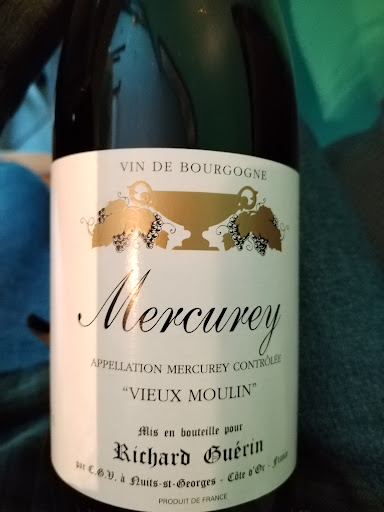 VIN DE BOURGOGNE
Mercurey
APPELLATION MERCUREY CONTRÔLÉE
"VIEUX MOULIN"
Mis en bouteille pour
Richard Guérin
par C.G.V. à Nuits-st-Georges - Côte d'Or - France
PRODUIT DE FRANCE